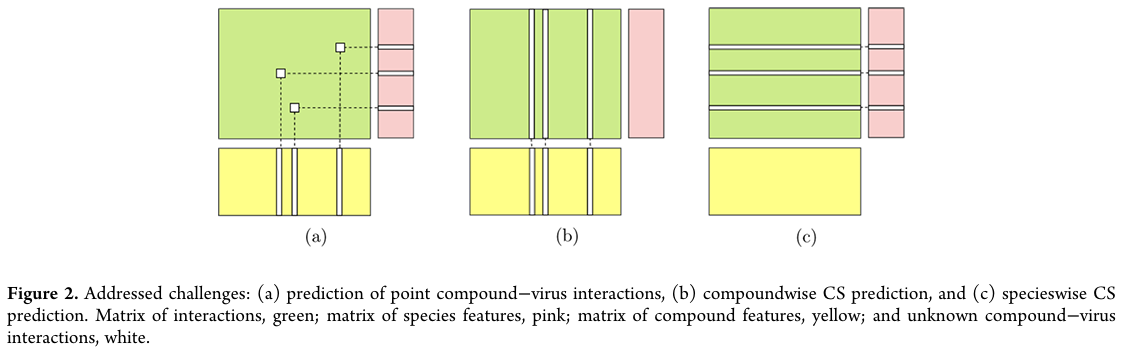 (a)
(b)
(c)
Figure 2. Addressed challenges: (a) prediction of point compound−virus interactions, (b) compoundwise CS prediction, and (c) specieswise CS
prediction. Matrix of interactions, green; matrix of species features, pink; matrix of compound features, yellow; and unknown compound−virus
interactions, white.